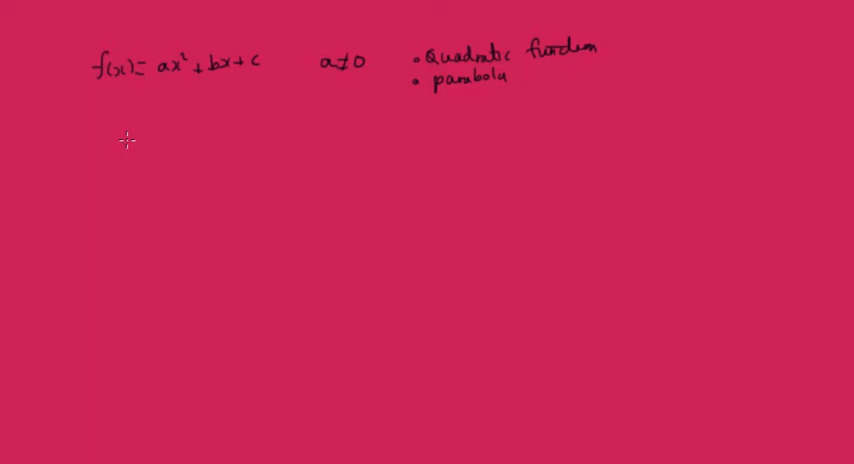 f(x) = ax² + bx + c a ≠ 0 • Quadratic function
• parabola